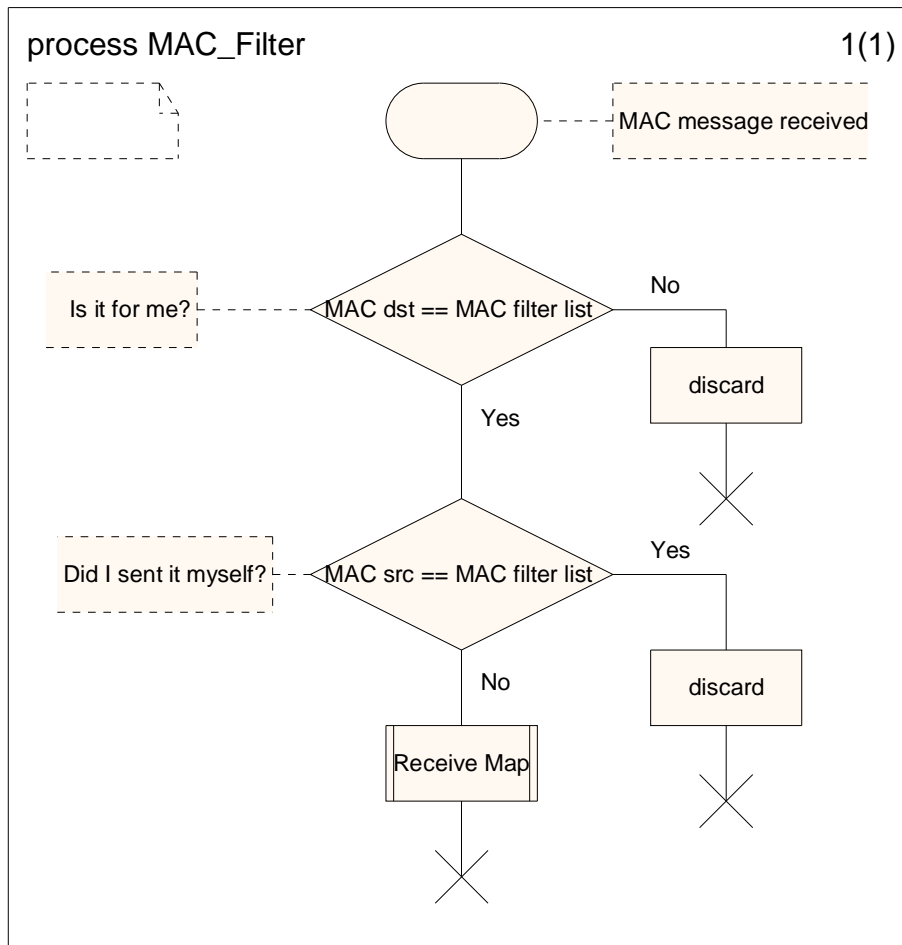 process MAC_Filter
1(1)
MAC message received
Is it for me?
MAC dst == MAC filter list
No
discard
Yes
Did I sent it myself?
MAC src == MAC filter list
Yes
discard
No
Receive Map